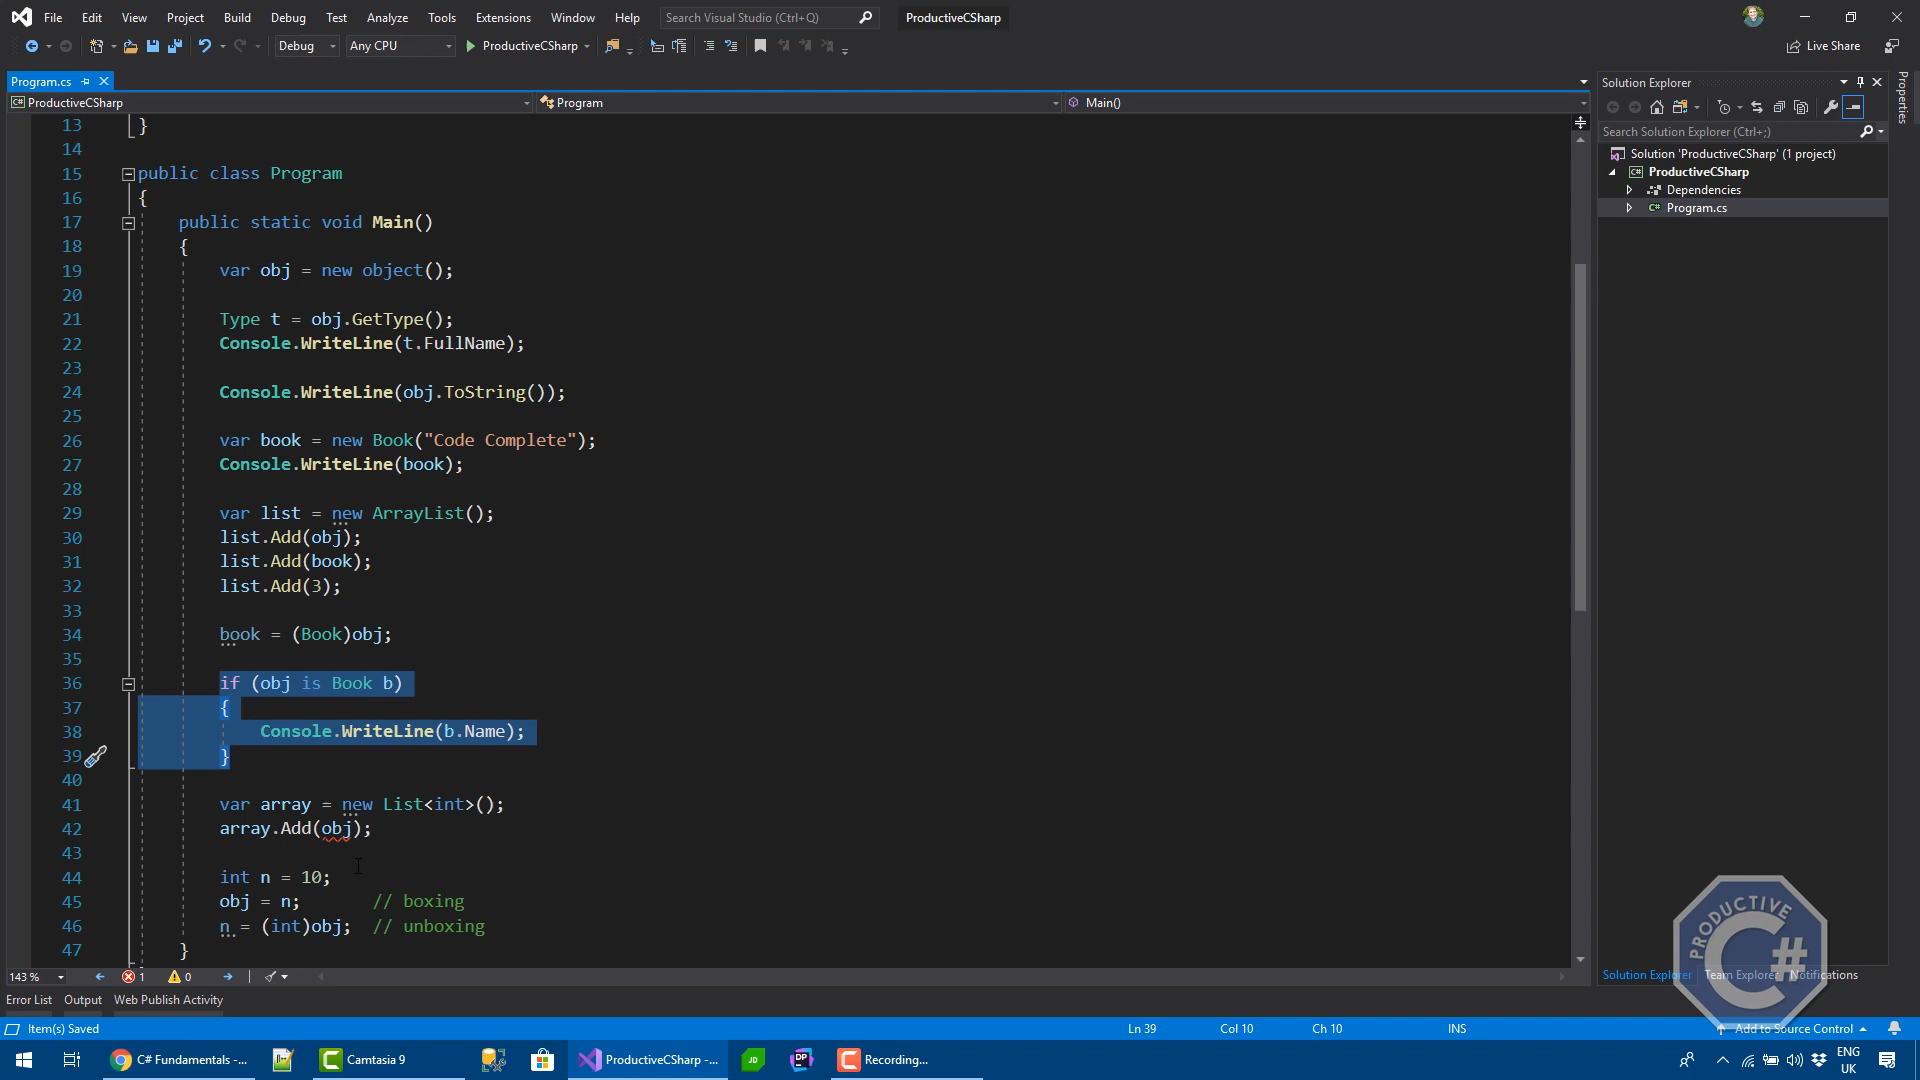 File Edit View Project Build Debug Test Analyze Tools Extensions Window Help Search Visual Studio (Ctrl+Q) ProductiveCSharp
Debug Any CPU ProductiveCSharp Live Share
Program.cs
ProductiveCSharp Program Main()
13 }
14
15 public class Program
16 {
17 public static void Main()
18 {
19 var obj = new object();
20
21 Type t = obj.GetType();
22 Console.WriteLine(t.FullName);
23
24 Console.WriteLine(obj.ToString());
25
26 var book = new Book("Code Complete");
27 Console.WriteLine(book);
28
29 var list = new ArrayList();
30 list.Add(obj);
31 list.Add(book);
32 list.Add(3);
33
34 book = (Book)obj;
35
36 if (obj is Book b)
37 {
38 Console.WriteLine(b.Name);
39 }
40
41 var array = new List<int>();
42 array.Add(obj);
43
44 int n = 10;
45 obj = n; // boxing
46 n = (int)obj; // unboxing
47 }
Solution Explorer
Search Solution Explorer (Ctrl+;)
Solution 'ProductiveCSharp' (1 project)
ProductiveCSharp
Dependencies
C# Program.cs
Properties
PRODUCTIVE
C#
143 % 1 0
Solution Explorer Team Explorer Notifications
Error List Output Web Publish Activity
Item(s) Saved Ln 39 Col 10 Ch 10 INS Add to Source Control
C# Fundamentals -... Camtasia 9 ProductiveCSharp -... JD DP Recording... ENG
UK